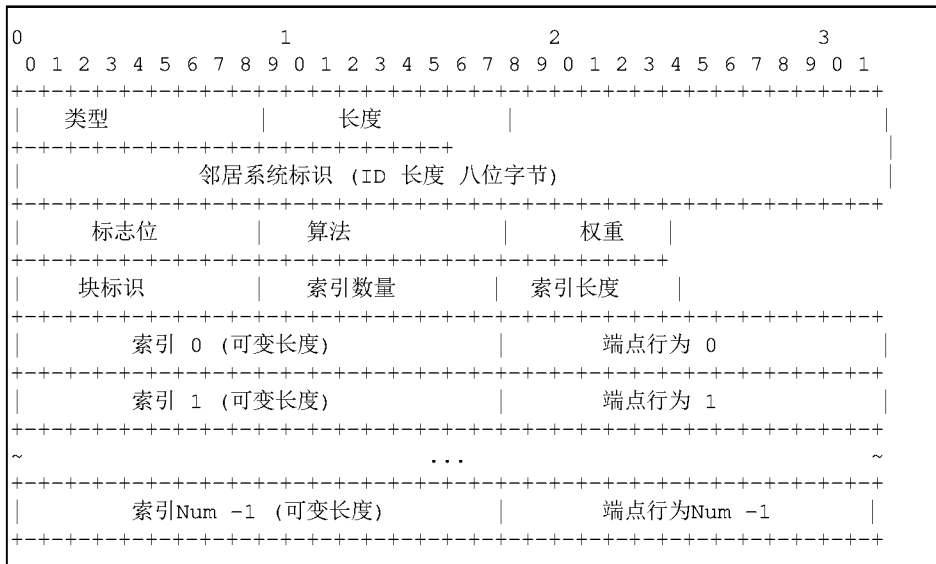 0 1 2 3
0 1 2 3 4 5 6 7 8 9 0 1 2 3 4 5 6 7 8 9 0 1 2 3 4 5 6 7 8 9 0 1
+-+-+-+-+-+-+-+-+-+-+-+-+-+-+-+-+-+-+-+-+-+-+-+-+-+-+-+-+-+-+-+-+
| 类型 | 长度 | |
+-+-+-+-+-+-+-+-+-+-+-+-+-+-+-+-+ |
| 邻居系统标识 (ID 长度 八位字节) |
+-+-+-+-+-+-+-+-+-+-+-+-+-+-+-+-+-+-+-+-+-+-+-+-+-+-+-+-+-+-+-+-+
| 标志位 | 算法 | 权重 |
+-+-+-+-+-+-+-+-+-+-+-+-+-+-+-+-+-+-+-+-+-+-+-+-+
| 块标识 | 索引数量 | 索引长度 |
+-+-+-+-+-+-+-+-+-+-+-+-+-+-+-+-+-+-+-+-+-+-+-+-+-+-+-+-+-+-+-+-+
| 索引 0 (可变长度) | 端点行为 0 |
+-+-+-+-+-+-+-+-+-+-+-+-+-+-+-+-+-+-+-+-+-+-+-+-+-+-+-+-+-+-+-+-+
| 索引 1 (可变长度) | 端点行为 1 |
+-+-+-+-+-+-+-+-+-+-+-+-+-+-+-+-+-+-+-+-+-+-+-+-+-+-+-+-+-+-+-+-+
~ ... ~
+-+-+-+-+-+-+-+-+-+-+-+-+-+-+-+-+-+-+-+-+-+-+-+-+-+-+-+-+-+-+-+-+
| 索引Num -1 (可变长度) | 端点行为Num -1 |
+-+-+-+-+-+-+-+-+-+-+-+-+-+-+-+-+-+-+-+-+-+-+-+-+-+-+-+-+-+-+-+-+